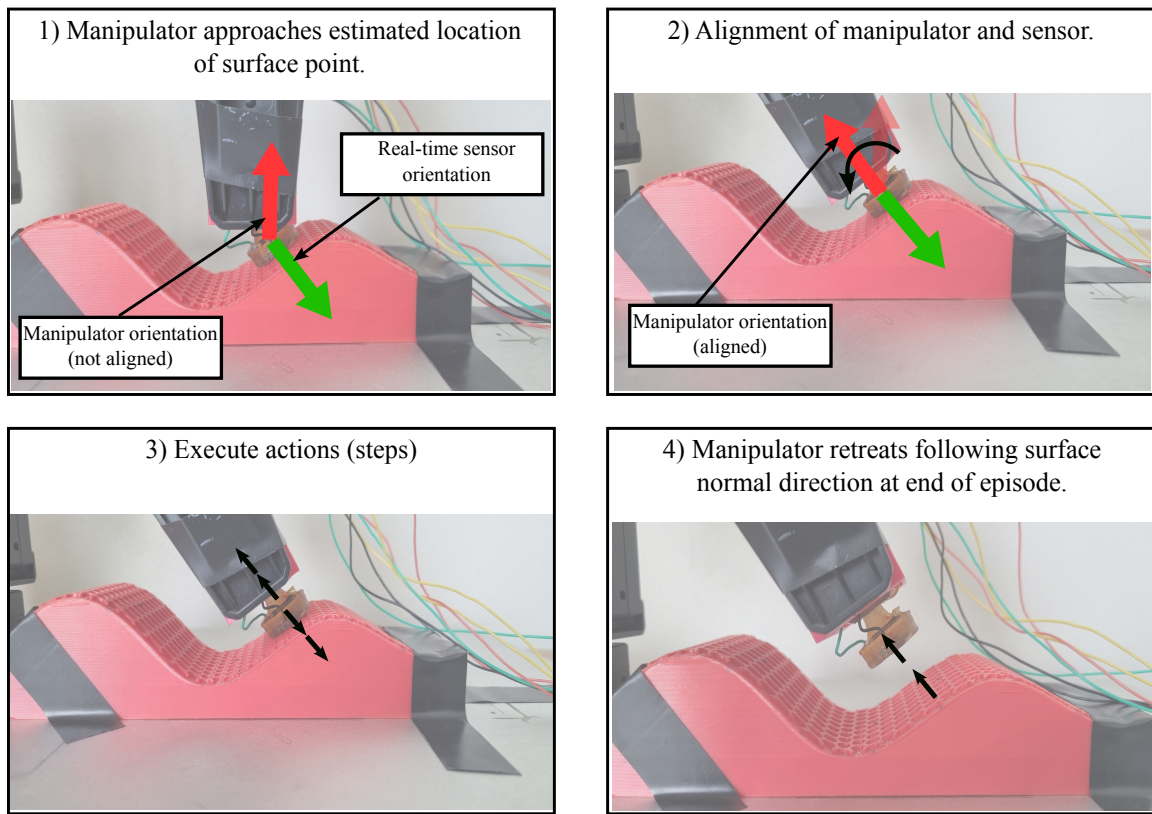 1) Manipulator approaches estimated location
of surface point.
Real-time sensor
orientation
Manipulator orientation
(not aligned)
2) Alignment of manipulator and sensor.
Manipulator orientation
(aligned)
3) Execute actions (steps)
4) Manipulator retreats following surface
normal direction at end of episode.